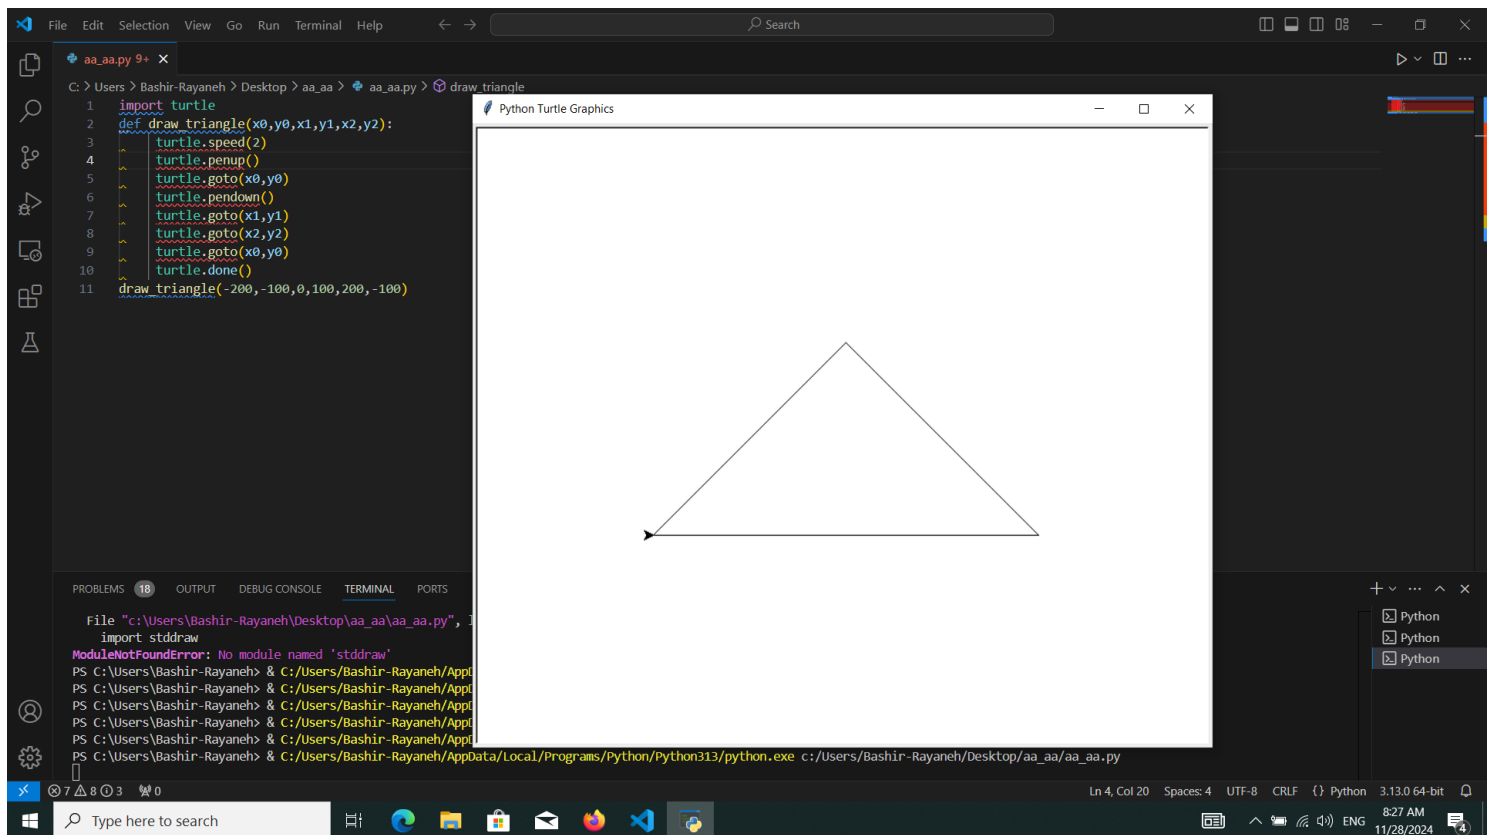 File Edit Selection View Go Run Terminal Help Search
aa_aa.py 9+
C: > Users > Bashir-Rayaneh > Desktop > aa_aa > aa_aa.py > draw_triangle
Python Turtle Graphics
1 import turtle
2 def draw_triangle(x0,y0,x1,y1,x2,y2):
3 turtle.speed(2)
4 turtle.penup()
5 turtle.goto(x0,y0)
6 turtle.pendown()
7 turtle.goto(x1,y1)
8 turtle.goto(x2,y2)
9 turtle.goto(x0,y0)
10 turtle.done()
11 draw_triangle(-200,-100,0,100,200,-100)
PROBLEMS 18 OUTPUT DEBUG CONSOLE TERMINAL PORTS
File "c:\Users\Bashir-Rayaneh\Desktop\aa_aa\aa_aa.py",
import stddraw
ModuleNotFoundError: No module named 'stddraw'
PS C:\Users\Bashir-Rayaneh> & C:/Users/Bashir-Rayaneh/App
PS C:\Users\Bashir-Rayaneh> & C:/Users/Bashir-Rayaneh/App
PS C:\Users\Bashir-Rayaneh> & C:/Users/Bashir-Rayaneh/App
PS C:\Users\Bashir-Rayaneh> & C:/Users/Bashir-Rayaneh/App
PS C:\Users\Bashir-Rayaneh> & C:/Users/Bashir-Rayaneh/App
PS C:\Users\Bashir-Rayaneh> & C:/Users/Bashir-Rayaneh/AppData/Local/Programs/Python/Python313/python.exe c:/Users/Bashir-Rayaneh/Desktop/aa_aa/aa_aa.py
Python
Python
Python
7 8 3 0 Ln 4, Col 20 Spaces: 4 UTF-8 CRLF {} Python 3.13.0 64-bit
Type here to search
ENG
8:27 AM
11/28/2024
4